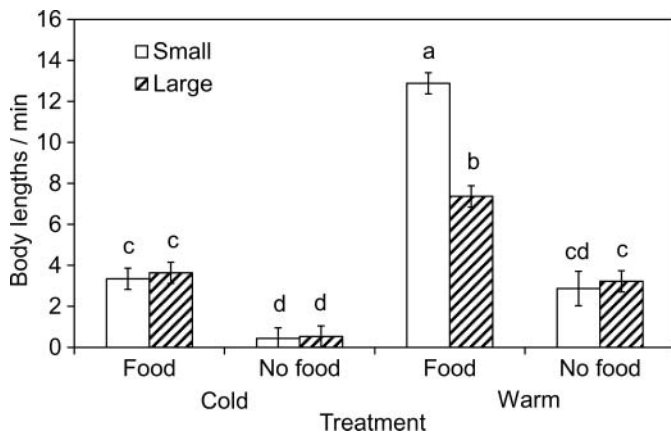 16
14
12
10
8
6
4
2
0
Body lengths / min
Small
Large
a
b
c c
d d
cd c
Food No food Food No food
Cold Warm
Treatment